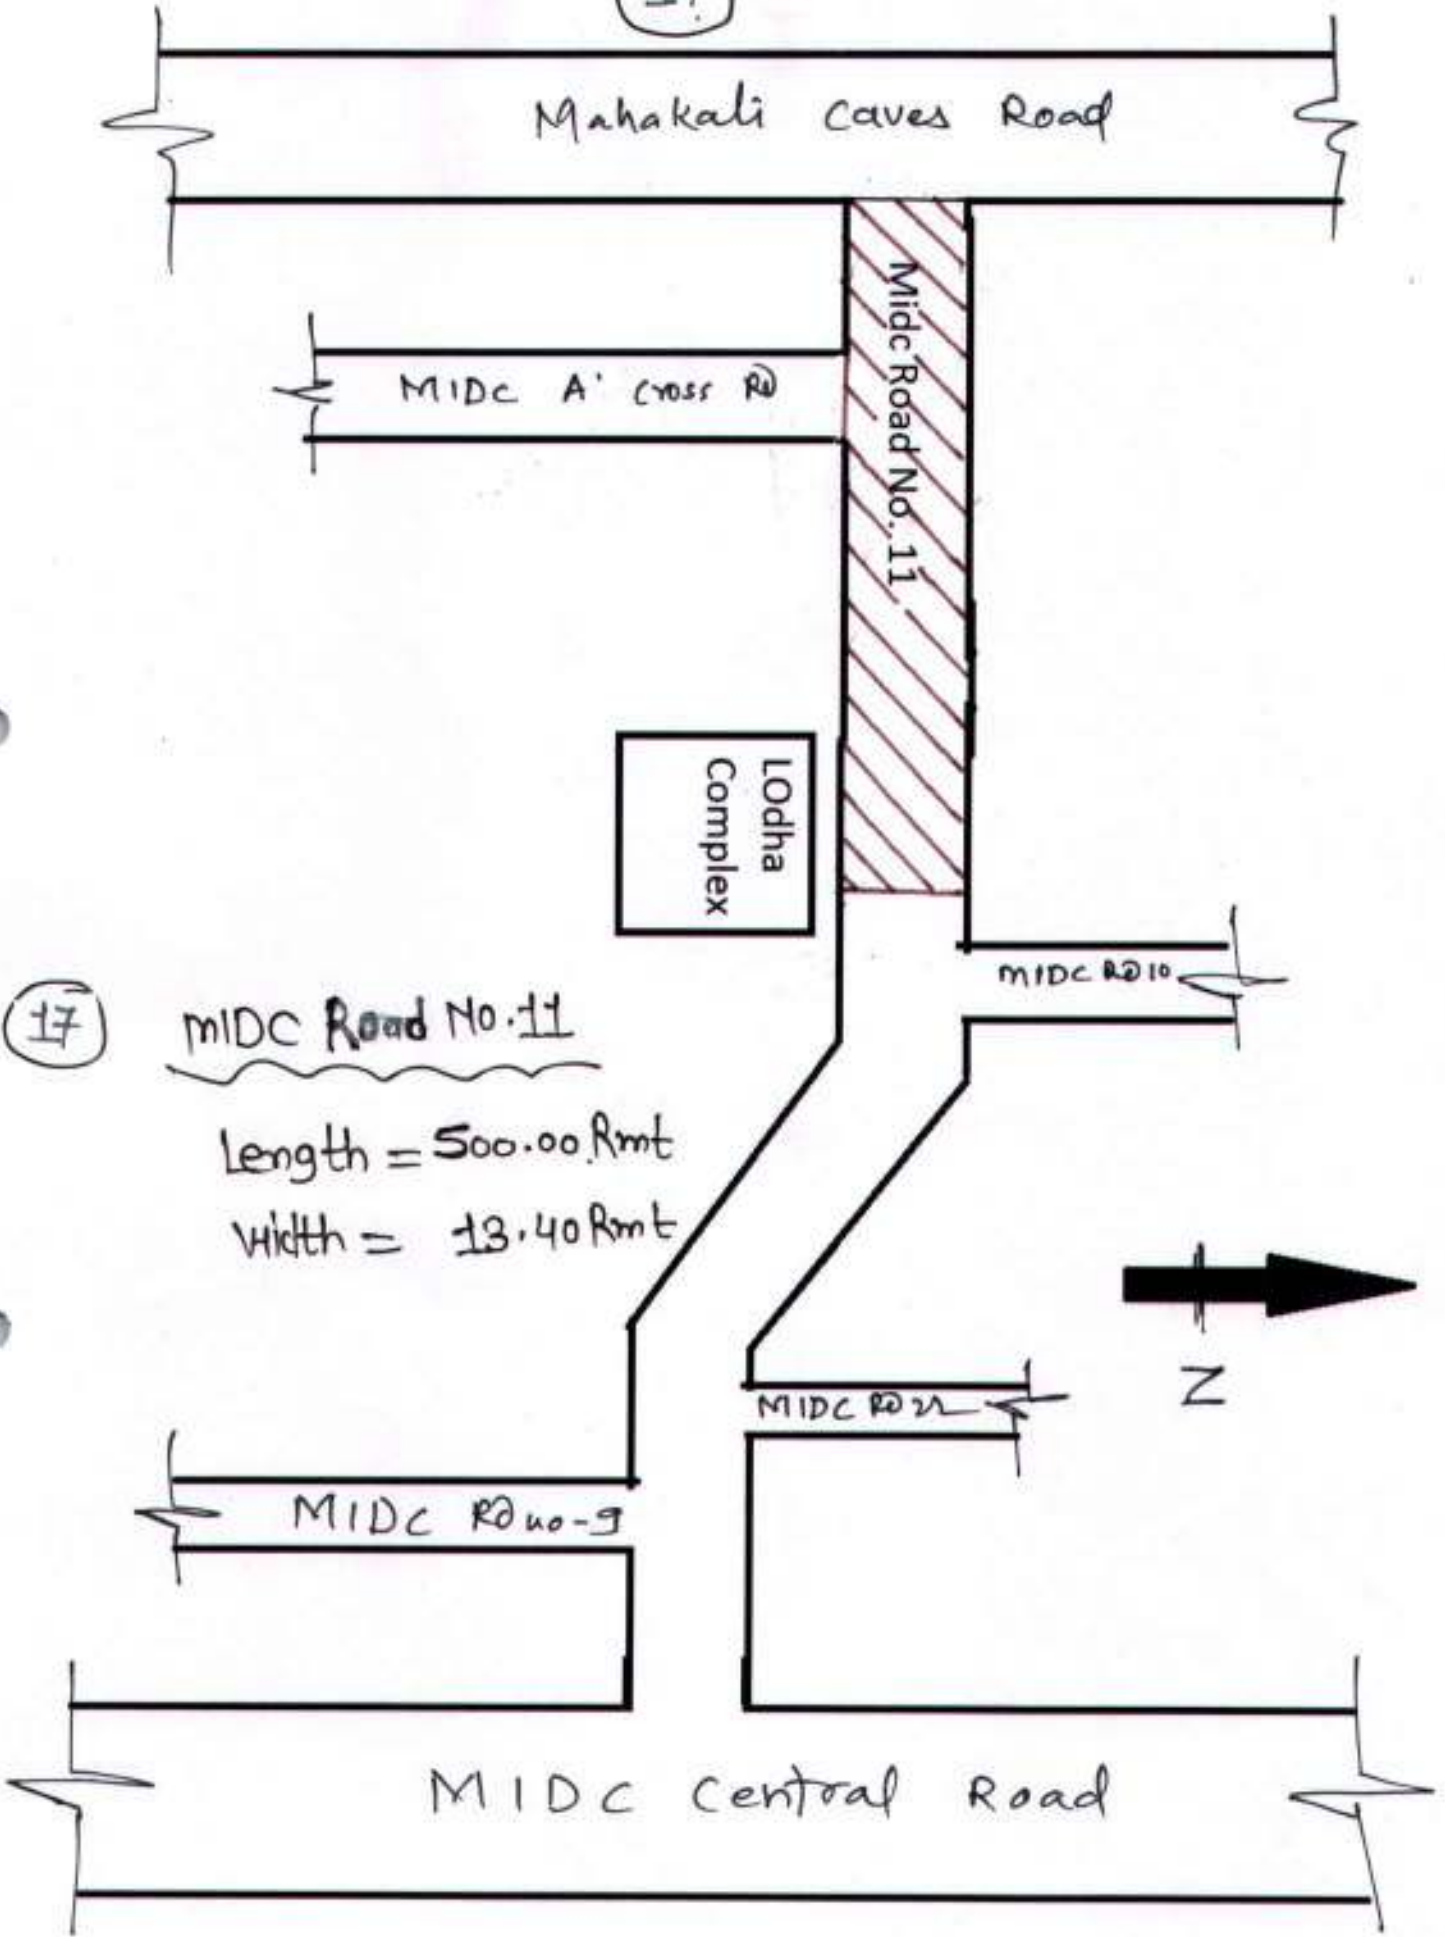 Mahakali Caves Road
Midc Road No. 11
MIDC A' Cross Rd
LOdha
Complex
MIDC Rd 10
17
MIDC Road No.11
Length = 500.00 Rmt
Width = 13.40 Rmt
N
MIDC Rd
MIDC Rd no-9
MIDC Central Road